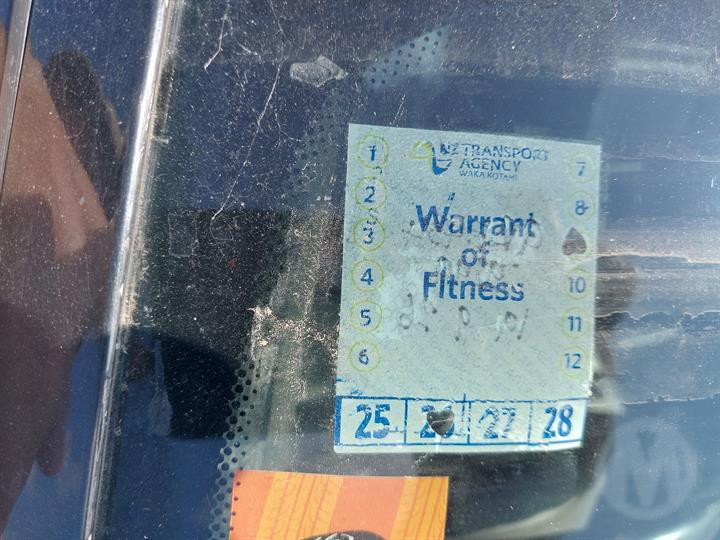 NZ TRANSPORT
AGENCY
WAKA KOTAHI
1
2
3
4
5
6
7
8
10
11
12
Warrant
of
Fitness
25 27 28
M